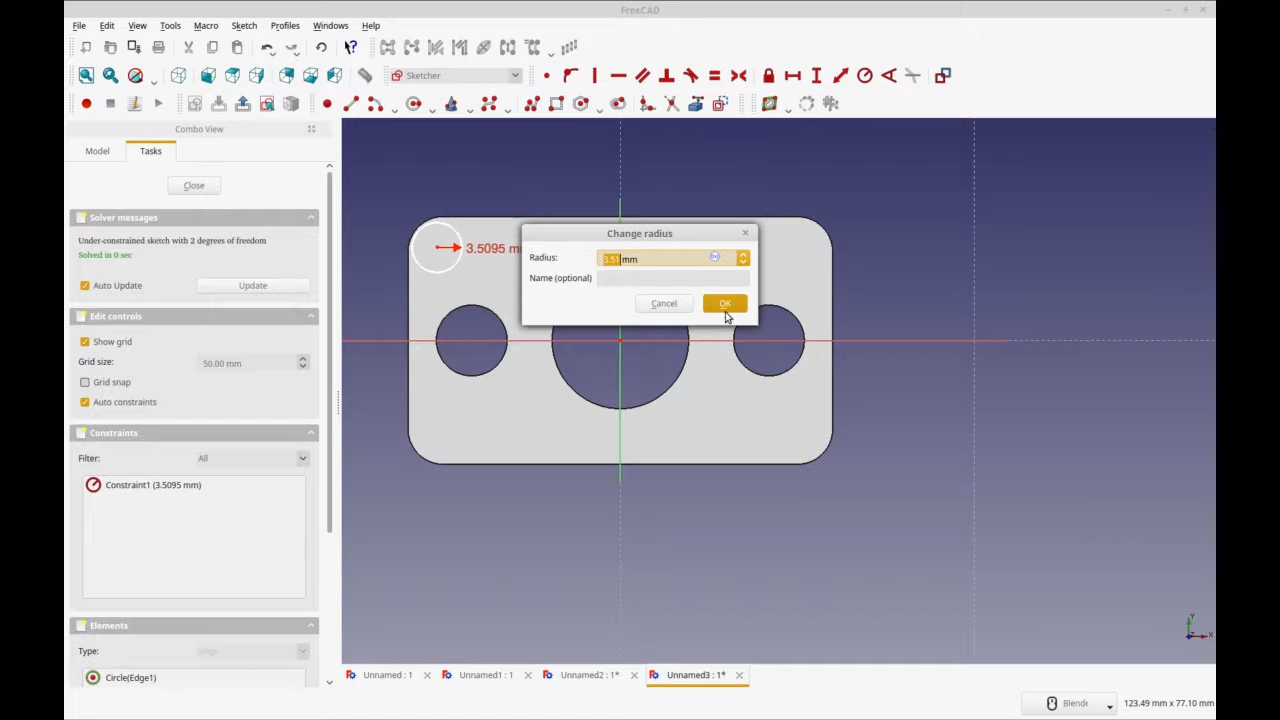 FreeCAD
File Edit View Tools Macro Sketch Profiles Windows Help
Sketcher
Combo View
Model Tasks
Close
Solver messages
Under-constrained sketch with 2 degrees of freedom
Solved in 0 sec
Auto Update Update
Edit controls
Show grid
Grid size: 50.00 mm
Grid snap
Auto constraints
Constraints
Filter: All
Constraint1 (3.5095 mm)
Elements
Type: Edge
Circle(Edge1)
3.5095 m
Change radius
Radius: 3.51 mm
Name (optional)
Cancel OK
Y
Z X
Unnamed : 1 Unnamed1 : 1 Unnamed2 : 1* Unnamed3 : 1*
Blende 123.49 mm x 77.10 mm